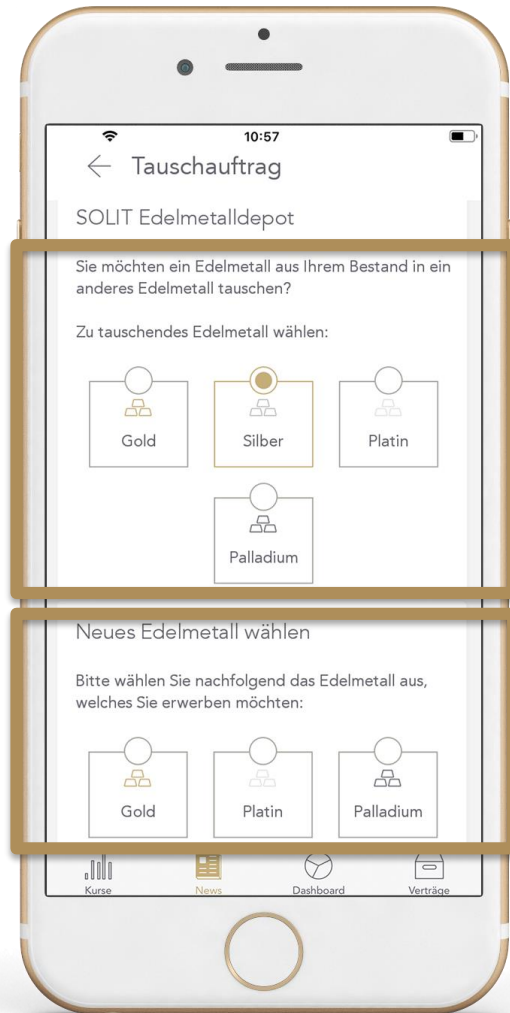 10:57
Tauschauftrag
SOLIT Edelmetalldepot
Sie möchten ein Edelmetall aus Ihrem Bestand in ein
anderes Edelmetall tauschen?
Zu tauschendes Edelmetall wählen:
Gold
Silber
Platin
Palladium
Neues Edelmetall wählen
Bitte wählen Sie nachfolgend das Edelmetall aus,
welches Sie erwerben möchten:
Gold
Platin
Palladium
Kurse
News
Dashboard
Verträge